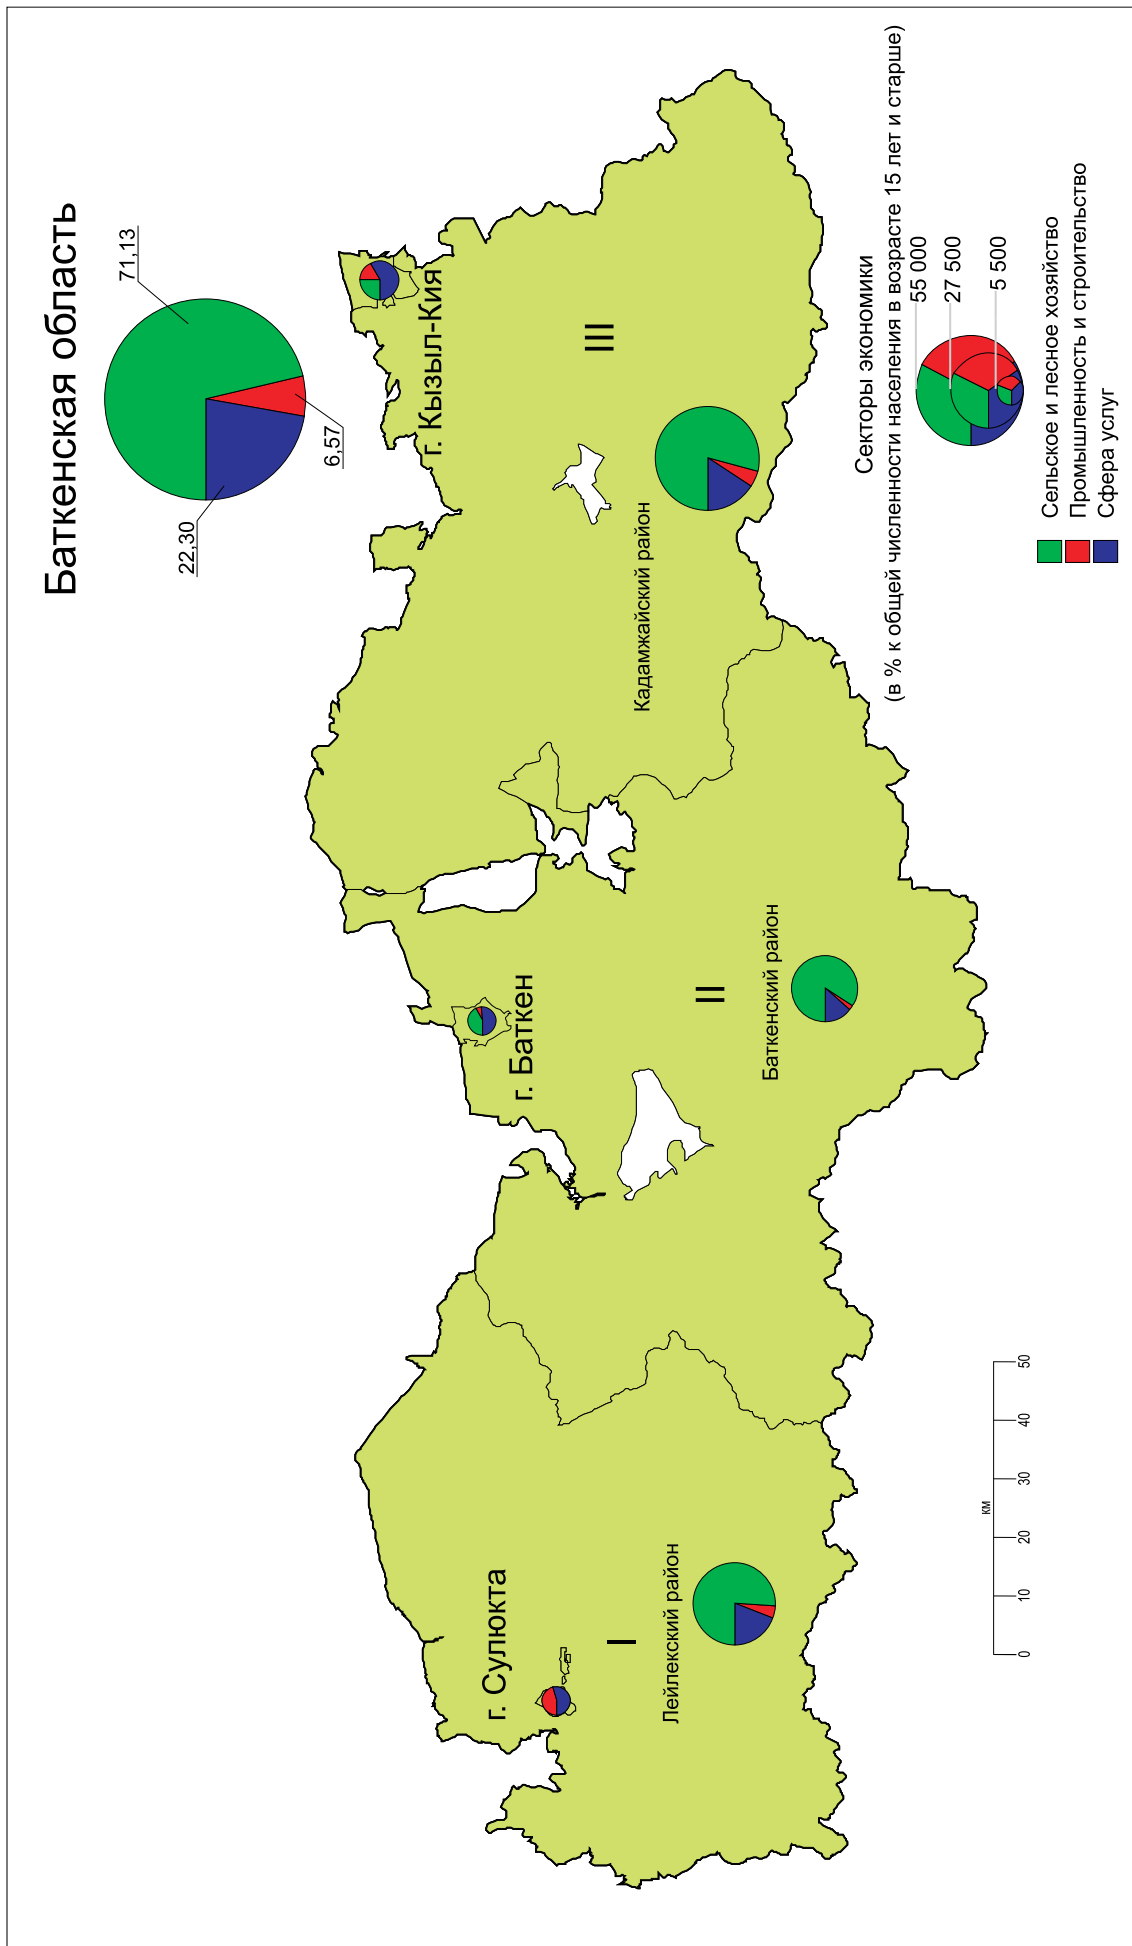 Баткенская область
71,13
6,57
22,30
г. Кызыл-Кия
III
Кадамжайский район
г. Баткен
II
Баткенский район
г. Сулюкта
I
Лейлекский район
км
0 10 20 30 40 50
Секторы экономики
(в % к общей численности населения в возрасте 15 лет и старше)
55 000
27 500
5 500
Сельское и лесное хозяйство
Промышленность и строительство
Сфера услуг